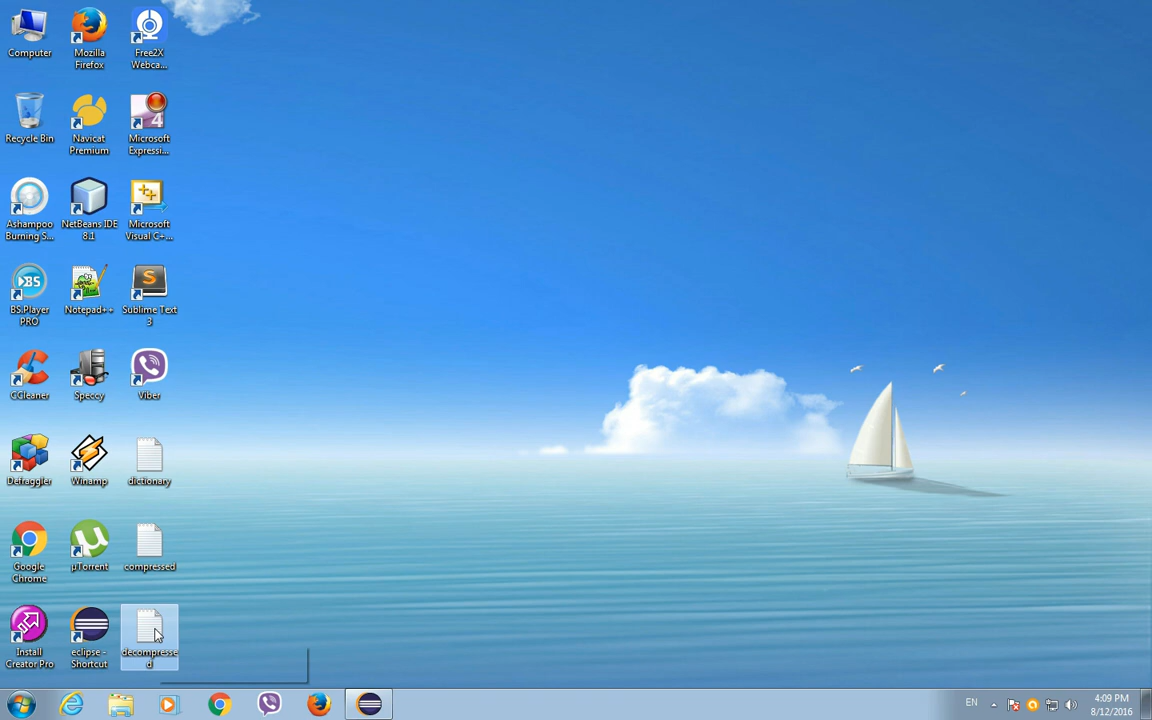 Computer
Mozilla
Firefox
Free2X
Webca...
Recycle Bin
Navicat
Premium
4
Microsoft
Expressi...
Ashampoo
Burning S...
NetBeans IDE
8.1
Microsoft
Visual C+...
BS
BS.Player
PRO
Notepad++
S
Sublime Text
3
CCleaner
Speccy
Viber
Defraggler
Winamp
dictionary
Google
Chrome
µ
µTorrent
compressed
Install
Creator Pro
eclipse -
Shortcut
decompresse
d
EN
4:09 PM
8/12/2016